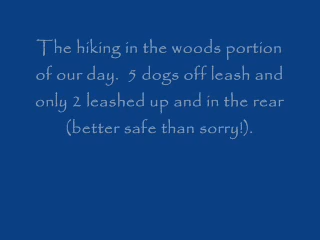 The hiking in the woods portion
of our day.  5 dogs off leash and
only 2 leashed up and in the rear
(better safe than sorry!).